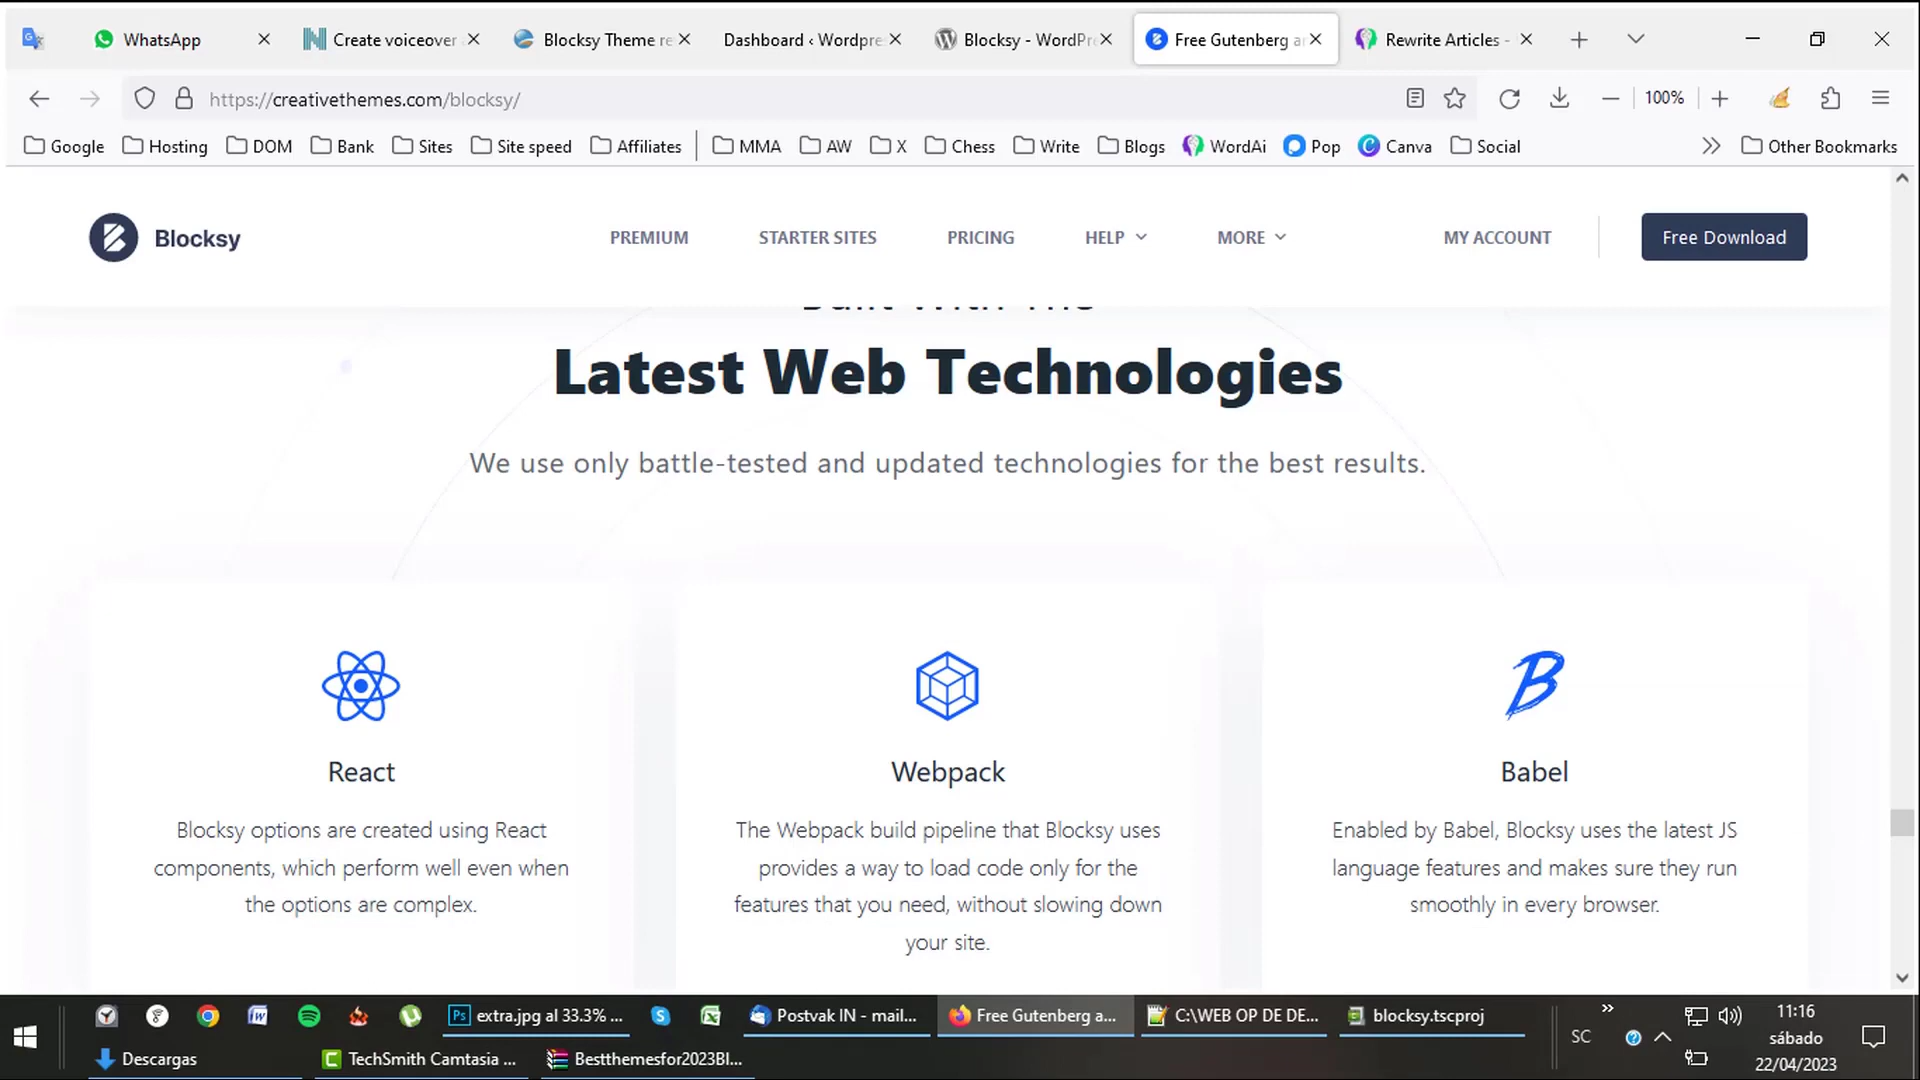 WhatsApp
Create voiceover
Blocksy Theme re
Dashboard ‹ Wordpre
Blocksy - WordPr
Free Gutenberg a
Rewrite Articles -
https://creativethemes.com/blocksy/
100%
Google
Hosting
DOM
Bank
Sites
Site speed
Affiliates
MMA
AW
X
Chess
Write
Blogs
WordAi
Pop
Canva
Social
Other Bookmarks
Blocksy
PREMIUM
STARTER SITES
PRICING
HELP
MORE
MY ACCOUNT
Free Download
Built With The
Latest Web Technologies
We use only battle-tested and updated technologies for the best results.
React
Blocksy options are created using React
components, which perform well even when
the options are complex.
Webpack
The Webpack build pipeline that Blocksy uses
provides a way to load code only for the
features that you need, without slowing down
your site.
Babel
Enabled by Babel, Blocksy uses the latest JS
language features and makes sure they run
smoothly in every browser.
extra.jpg al 33.3% ...
Postvak IN - mail...
Free Gutenberg a...
C:\WEB OP DE DE...
blocksy.tscproj
Descargas
TechSmith Camtasia ...
Bestthemesfor2023Bl...
SC
11:16
sábado
22/04/2023